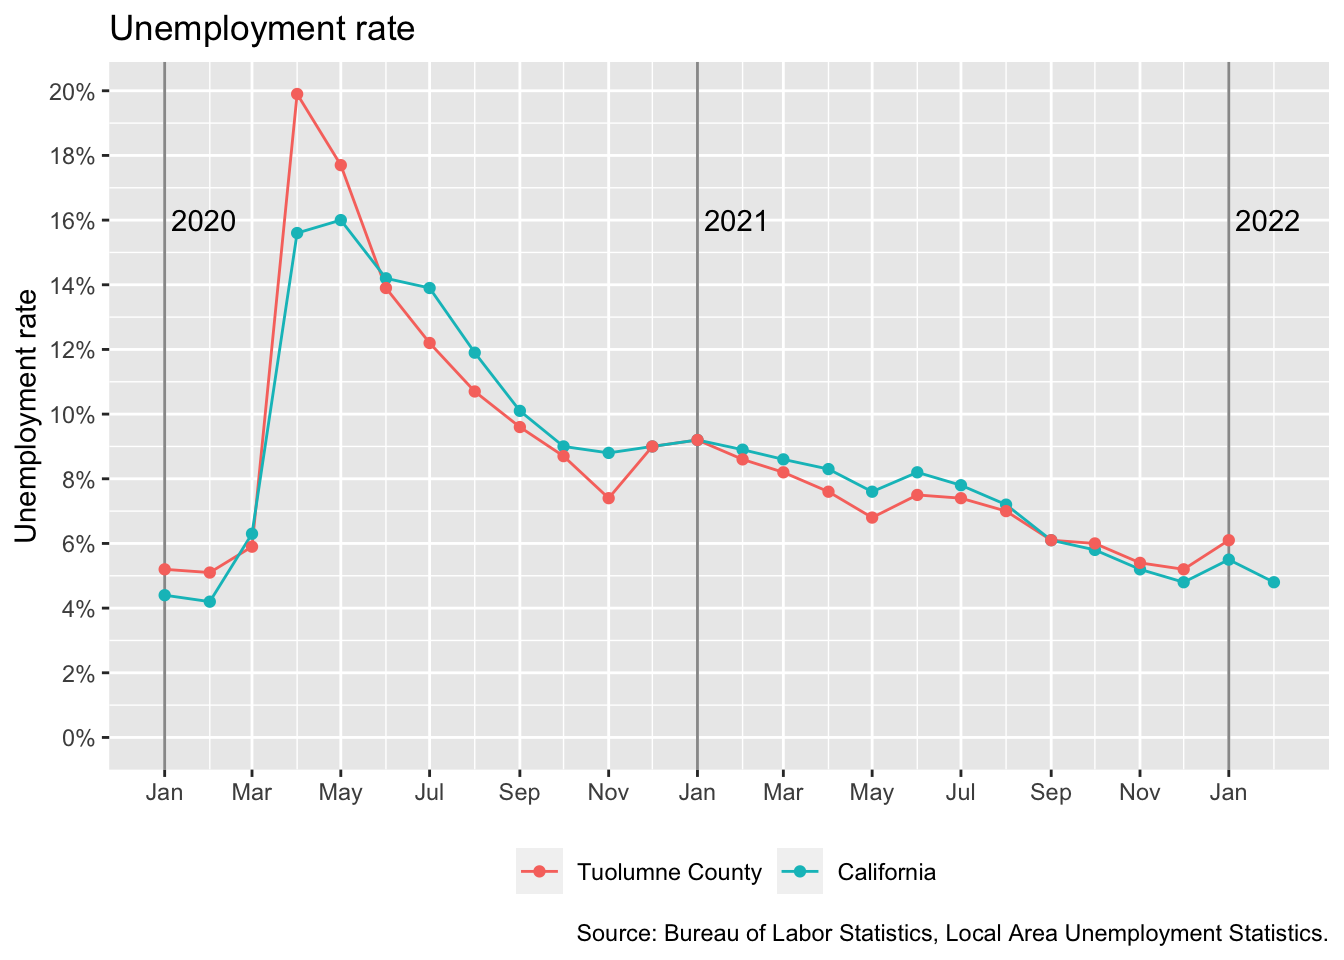 Unemployment rate
Unemployment rate
20%
18%
16%
14%
12%
10%
8%
6%
4%
2%
0%
2020 2021 2022
Jan Mar May Jul Sep Nov Jan Mar May Jul Sep Nov Jan
Tuolumne County California
Source: Bureau of Labor Statistics, Local Area Unemployment Statistics.